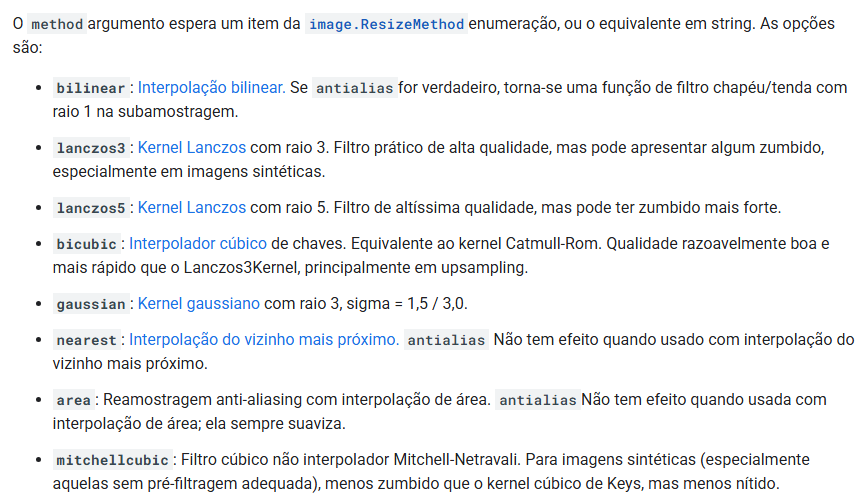 O method argumento espera um item da image.ResizeMethod enumeração, ou o equivalente em string. As opções
são:
• bilinear : Interpolação bilinear. Se antialias for verdadeiro, torna-se uma função de filtro chapéu/tenda com
raio 1 na subamostragem.
• lanczos3 : Kernel Lanczos com raio 3. Filtro prático de alta qualidade, mas pode apresentar algum zumbido,
especialmente em imagens sintéticas.
• lanczos5 : Kernel Lanczos com raio 5. Filtro de altíssima qualidade, mas pode ter zumbido mais forte.
• bicubic : Interpolador cúbico de chaves. Equivalente ao kernel Catmull-Rom. Qualidade razoavelmente boa e
mais rápido que o Lanczos3Kernel, principalmente em upsampling.
• gaussian : Kernel gaussiano com raio 3, sigma = 1,5 / 3,0.
• nearest : Interpolação do vizinho mais próximo. antialias Não tem efeito quando usado com interpolação do
vizinho mais próximo.
• area : Reamostragem anti-aliasing com interpolação de área. antialias Não tem efeito quando usada com
interpolação de área; ela sempre suaviza.
• mitchellcubic : Filtro cúbico não interpolador Mitchell-Netravali. Para imagens sintéticas (especialmente
aquelas sem pré-filtragem adequada), menos zumbido que o kernel cúbico de Keys, mas menos nítido.